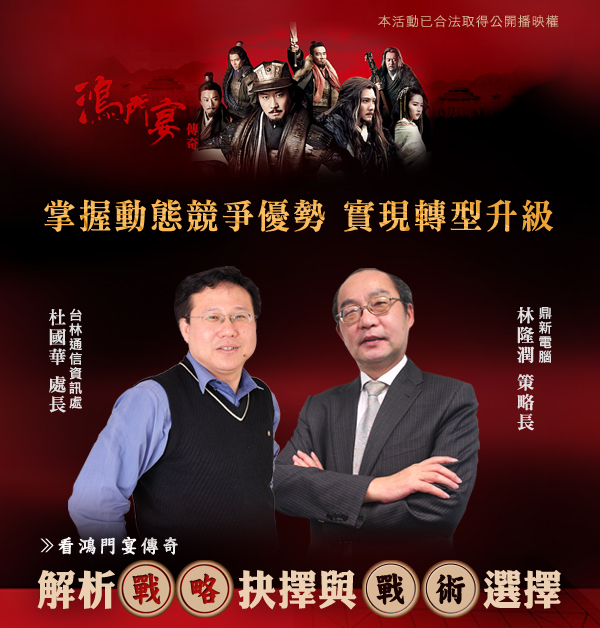 本活動已合法取得公開播映權
鴻門宴
傳奇
掌握動態競爭優勢 實現轉型升級
台林通信資訊處
杜國華 處長
鼎新電腦
林隆潤 策略長
》看鴻門宴傳奇
解析戰略抉擇與戰術選擇